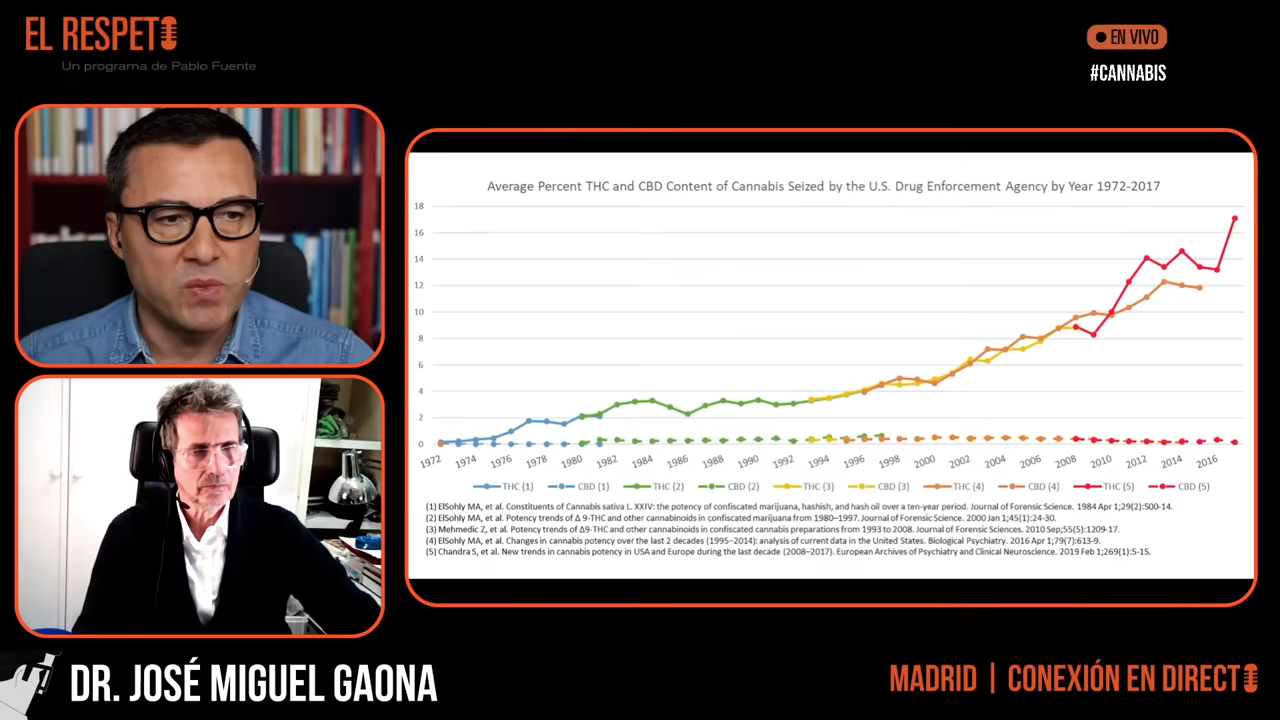 EL RESPETO
Un programa de Pablo Fuente
EN VIVO
#CANNABIS
Average Percent THC and CBD Content of Cannabis Seized by the U.S. Drug Enforcement Agency by Year 1972-2017
18
16
14
12
10
8
6
4
2
0
1972 1974 1976 1978 1980 1982 1984 1986 1988 1990 1992 1994 1996 1998 2000 2002 2004 2006 2008 2010 2012 2014 2016
THC (1) CBD (1) THC (2) CBD (2) THC (3) CBD (3) THC (4) CBD (4) THC (5) CBD (5)
(1) ElSohly MA, et al. Constituents of Cannabis sativa L. XXIV: the potency of confiscated marijuana, hashish, and hash oil over a ten-year period. Journal of Forensic Science. 1984 Apr 1;29(2):500-14.
(2) ElSohly MA, et al. Potency trends of Δ 9-THC and other cannabinoids in confiscated marijuana from 1980–1997. Journal of Forensic Science. 2000 Jan 1;45(1):24-30.
(3) Mehmedic Z, et al. Potency trends of Δ9-THC and other cannabinoids in confiscated cannabis preparations from 1993 to 2008. Journal of Forensic Sciences. 2010 Sep;55(5):1209-17.
(4) ElSohly MA, et al. Changes in cannabis potency over the last 2 decades (1995–2014): analysis of current data in the United States. Biological Psychiatry. 2016 Apr 1;79(7):613-9.
(5) Chandra S, et al. New trends in cannabis potency in USA and Europe during the last decade (2008–2017). European Archives of Psychiatry and Clinical Neuroscience. 2019 Feb 1;269(1):5-15.
DR. JOSÉ MIGUEL GAONA
MADRID | CONEXIÓN EN DIRECTO